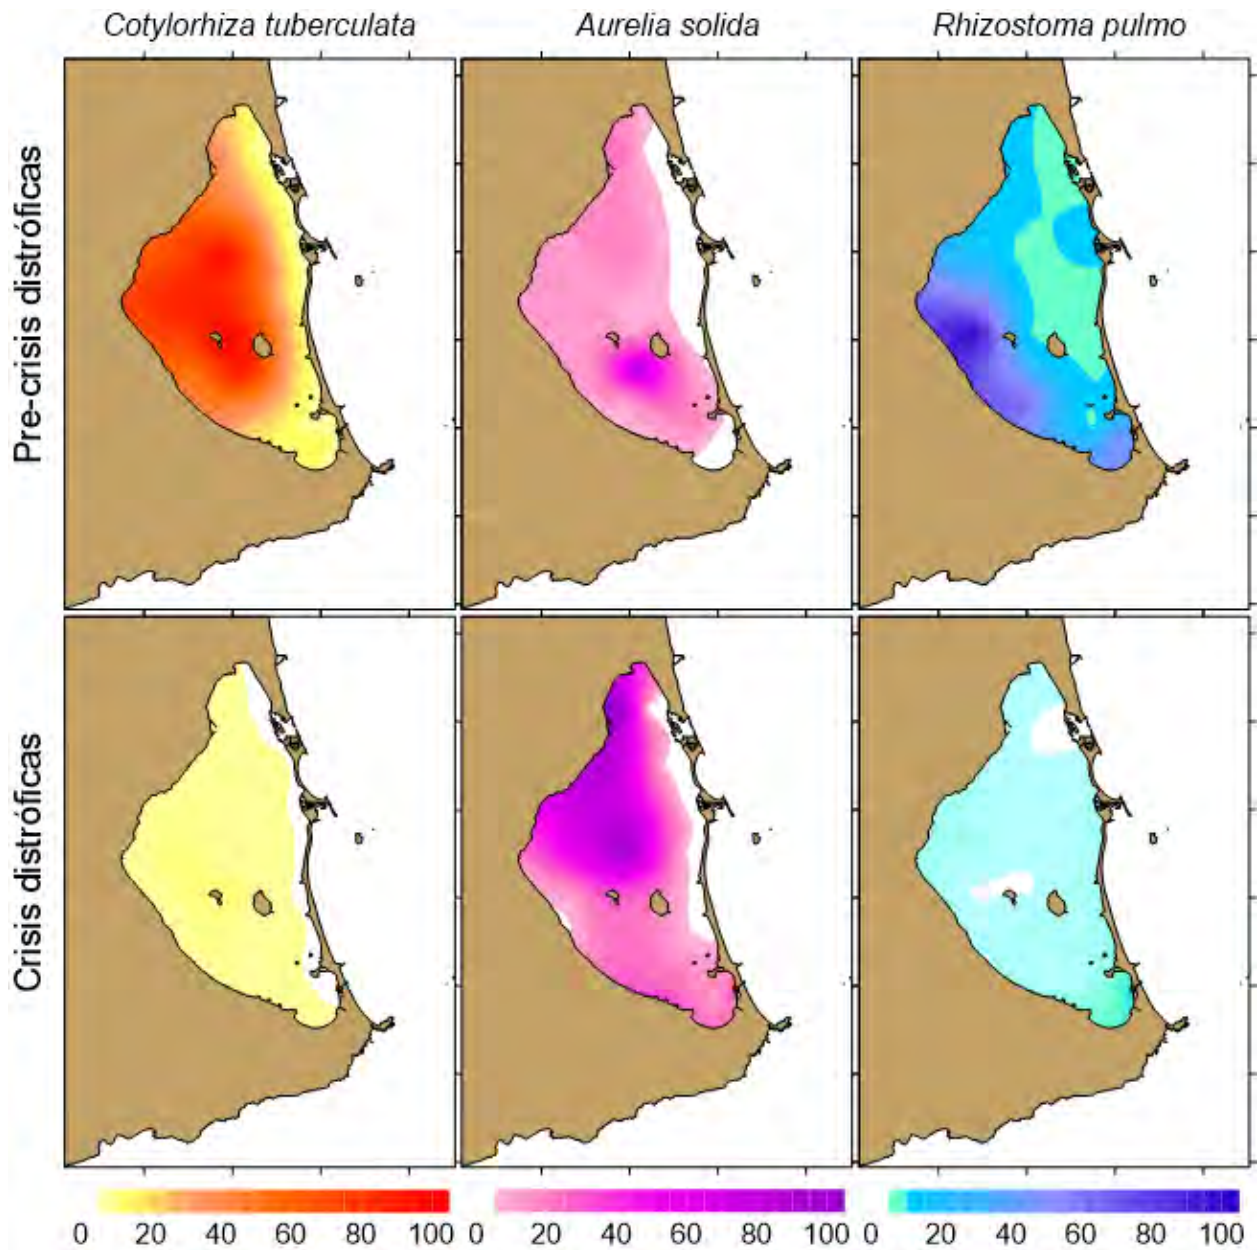 Cotylorhiza tuberculata Aurelia solida Rhizostoma pulmo
Pre-crisis distróficas
Crisis distróficas
0 20 40 60 80 100 0 20 40 60 80 100 0 20 40 60 80 100